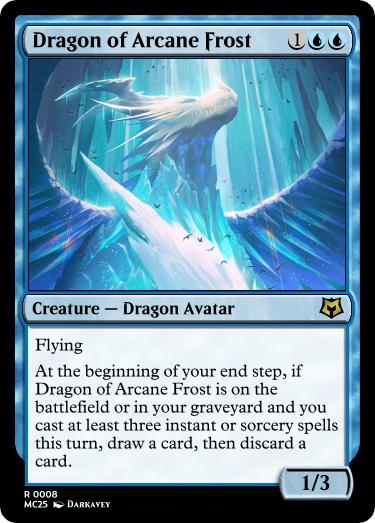 Dragon of Arcane Frost 1
Creature — Dragon Avatar
Flying
At the beginning of your end step, if
Dragon of Arcane Frost is on the
battlefield or in your graveyard and you
cast at least three instant or sorcery spells
this turn, draw a card, then discard a
card.
1/3
R 0008
MC25 Darkavey